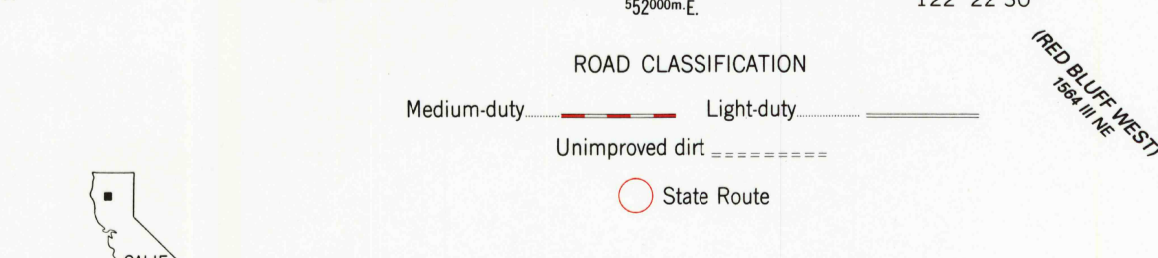 ⁵52⁰⁰⁰ᵐ·E.
122° 22' 30"
ROAD CLASSIFICATION
Medium-duty
Light-duty
Unimproved dirt
State Route
(RED BLUFF WEST)
1564 III NE
CALIF